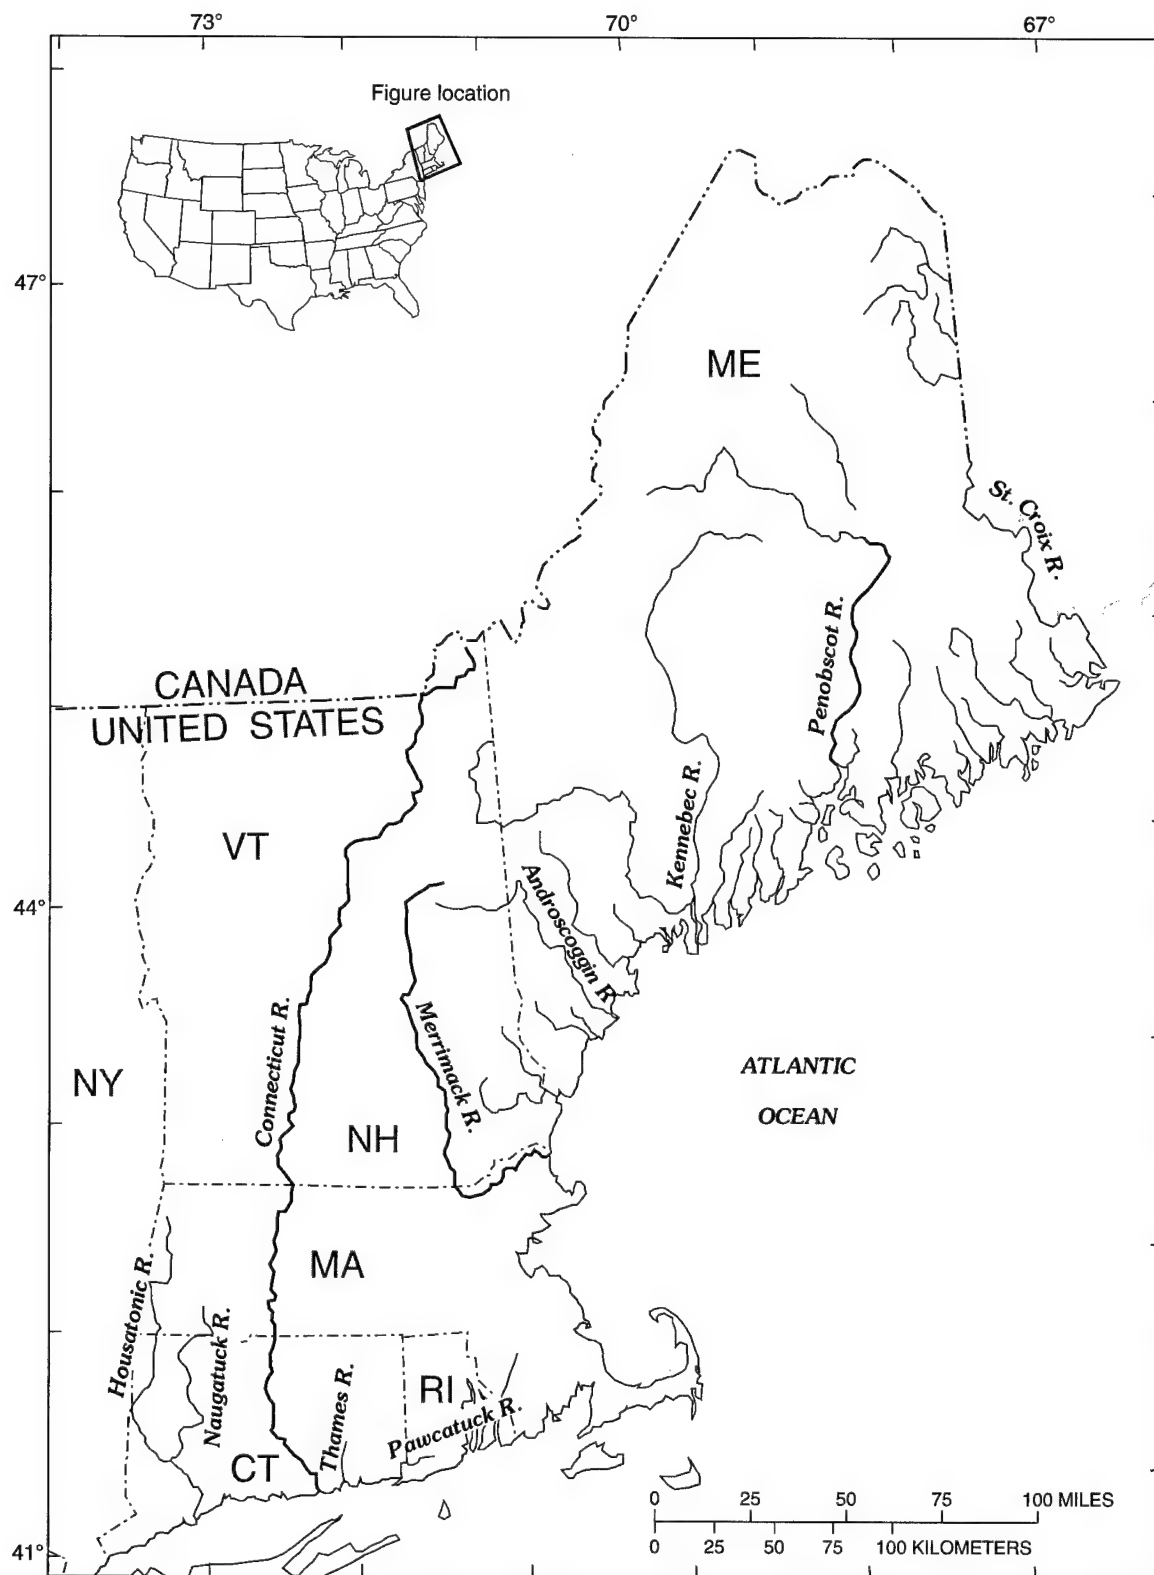 73°
70°
67°
Figure location
47°
ME
St. Croix R.
Penobscot R.
CANADA
UNITED STATES
Kennebec R.
VT
Androscoggin R
44°
Connecticut R.
Merrimack R.
ATLANTIC
OCEAN
NY
NH
MA
Housatonic R.
Naugatuck R.
Thames R.
RI
Pawcatuck R.
CT
0 25 50 75 100 MILES
0 25 50 75 100 KILOMETERS
41°